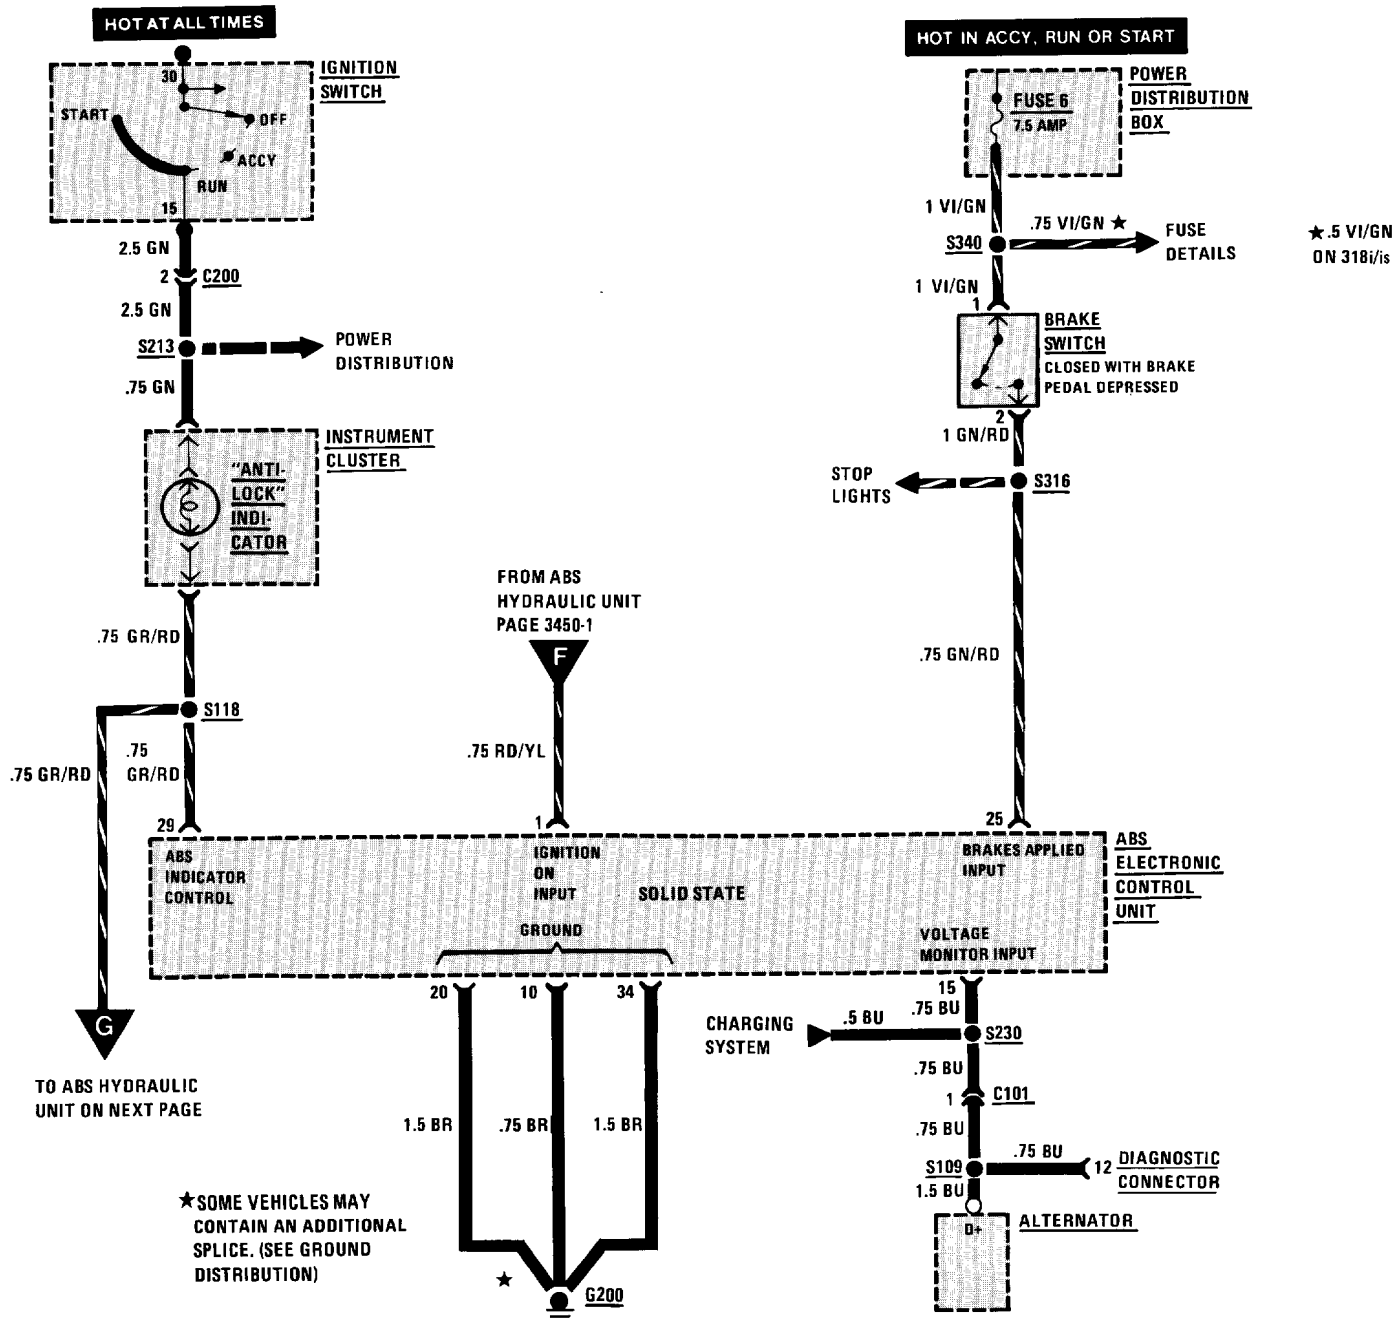 HOT AT ALL TIMES
30
IGNITION
SWITCH
START
OFF
ACCY
RUN
15
2.5 GN
2
C200
2.5 GN
S213
POWER
DISTRIBUTION
.75 GN
INSTRUMENT
CLUSTER
"ANTI-
LOCK"
INDI-
CATOR
.75 GR/RD
S118
.75 GR/RD
.75
GR/RD
29
G
TO ABS HYDRAULIC
UNIT ON NEXT PAGE
FROM ABS
HYDRAULIC UNIT
PAGE 3450-1
F
.75 RD/YL
1
HOT IN ACCY, RUN OR START
FUSE 6
7.5 AMP
POWER
DISTRIBUTION
BOX
1 VI/GN
S340
.75 VI/GN ★
FUSE
DETAILS
★.5 VI/GN
ON 318i/is
1 VI/GN
1
BRAKE
SWITCH
CLOSED WITH BRAKE
PEDAL DEPRESSED
2
1 GN/RD
STOP
LIGHTS
S316
.75 GN/RD
25
ABS
INDICATOR
CONTROL
IGNITION
ON
INPUT
SOLID STATE
BRAKES APPLIED
INPUT
ABS
ELECTRONIC
CONTROL
UNIT
GROUND
VOLTAGE
MONITOR INPUT
20
10
34
15
.75 BU
CHARGING
SYSTEM
.5 BU
S230
.75 BU
1
C101
.75 BU
S109
.75 BU
12
DIAGNOSTIC
CONNECTOR
1.5 BU
D+
ALTERNATOR
1.5 BR
.75 BR
1.5 BR
★SOME VEHICLES MAY
CONTAIN AN ADDITIONAL
SPLICE. (SEE GROUND
DISTRIBUTION)
★
G200